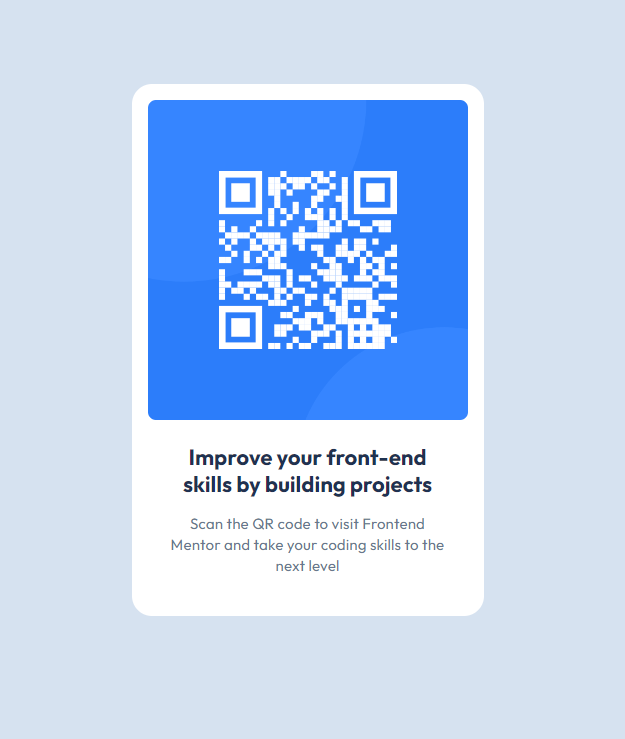 Improve your front-end
skills by building projects
Scan the QR code to visit Frontend
Mentor and take your coding skills to the
next level